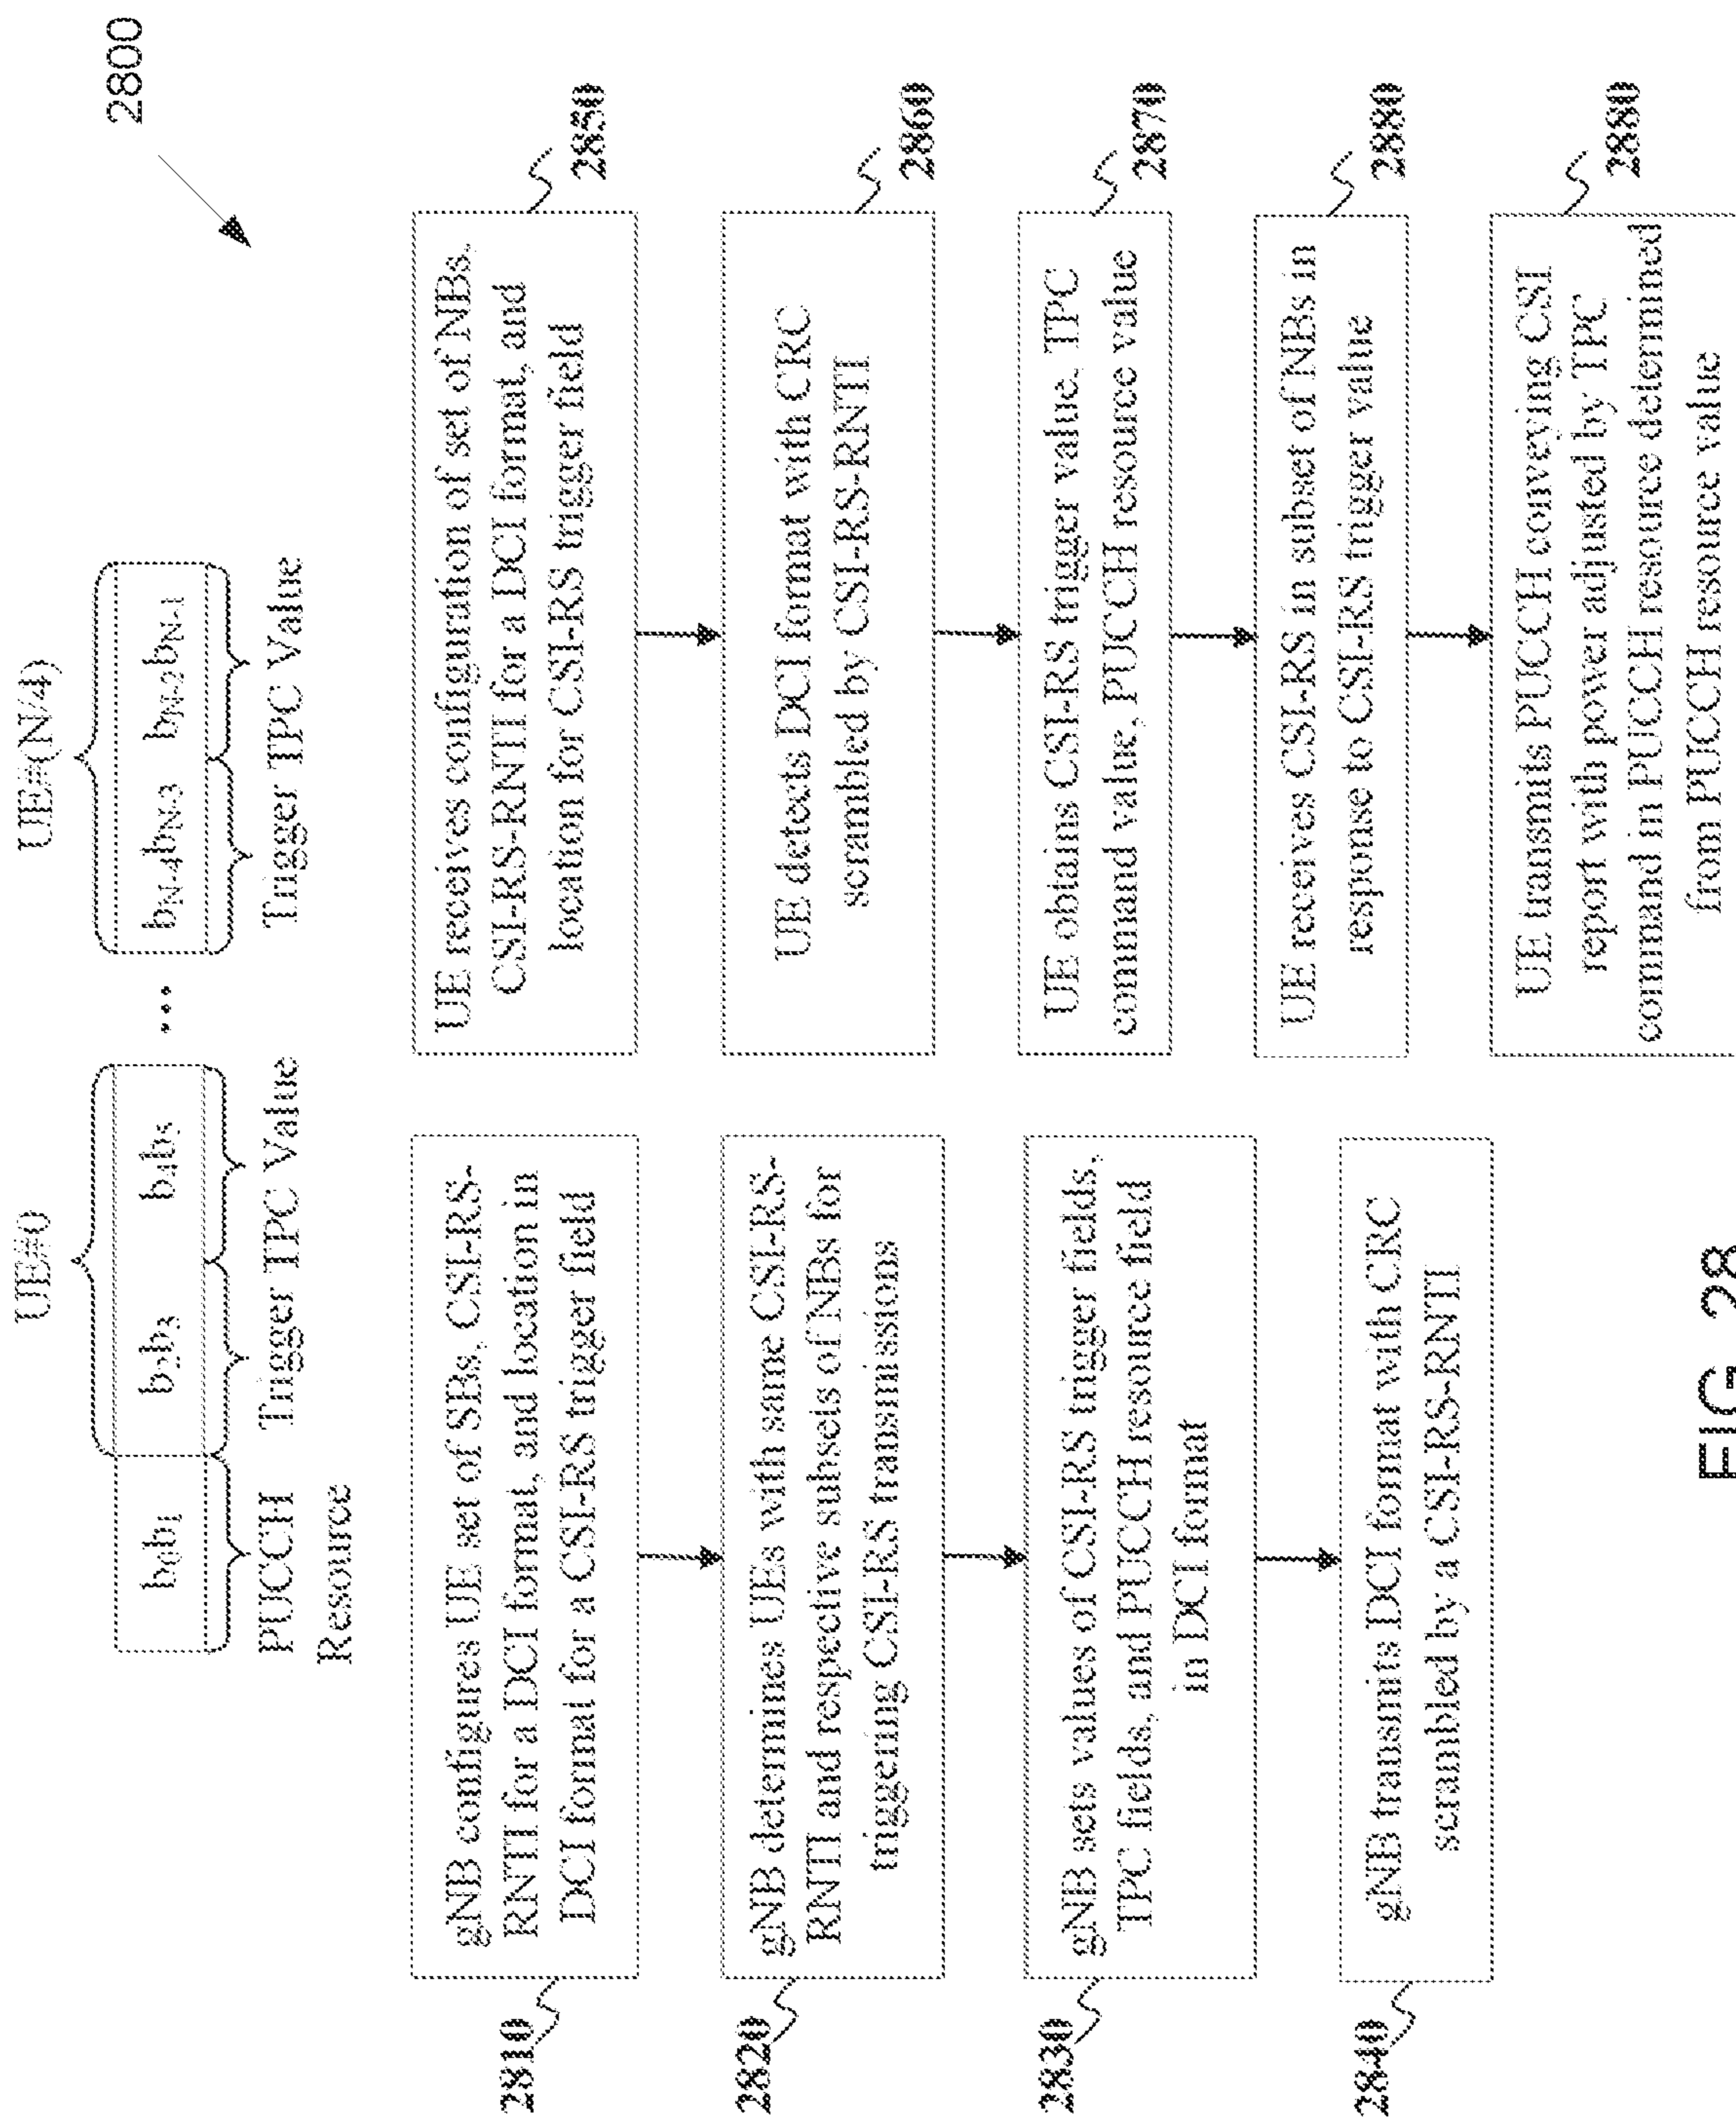 2800
UE#0
UE#(N/4)
b0b1 b2b3 b4b5 ... bN-4bN-3 bN-2bN-1
PUCCH Resource
Trigger TPC Value
Trigger TPC Value
2810
gNB configures UE set of SBs, CSI-RS-
RNTI for a DCI format, and location in
DCI format for a CSI-RS trigger field
2820
gNB determines UEs with same CSI-RS-
RNTI and respective subsets of NBs for
triggering CSI-RS transmissions
2830
gNB sets values of CSI-RS trigger fields,
TPC fields, and PUCCH resource field
in DCI format
2840
gNB transmits DCI format with CRC
scrambled by a CSI-RS-RNTI
2850
UE receives configuration of set of NBs,
CSI-RS-RNTI for a DCI format, and
location for CSI-RS trigger field
2860
UE detects DCI format with CRC
scrambled by CSI-RS-RNTI
2870
UE obtains CSI-RS trigger value, TPC
command value, PUCCH resource value
2880
UE receives CSI-RS in subset of NBs in
response to CSI-RS trigger value
2880
UE transmits PUCCH conveying CSI
report with power adjusted by TPC
command in PUCCH resource determined
from PUCCH resource value
FIG. 28